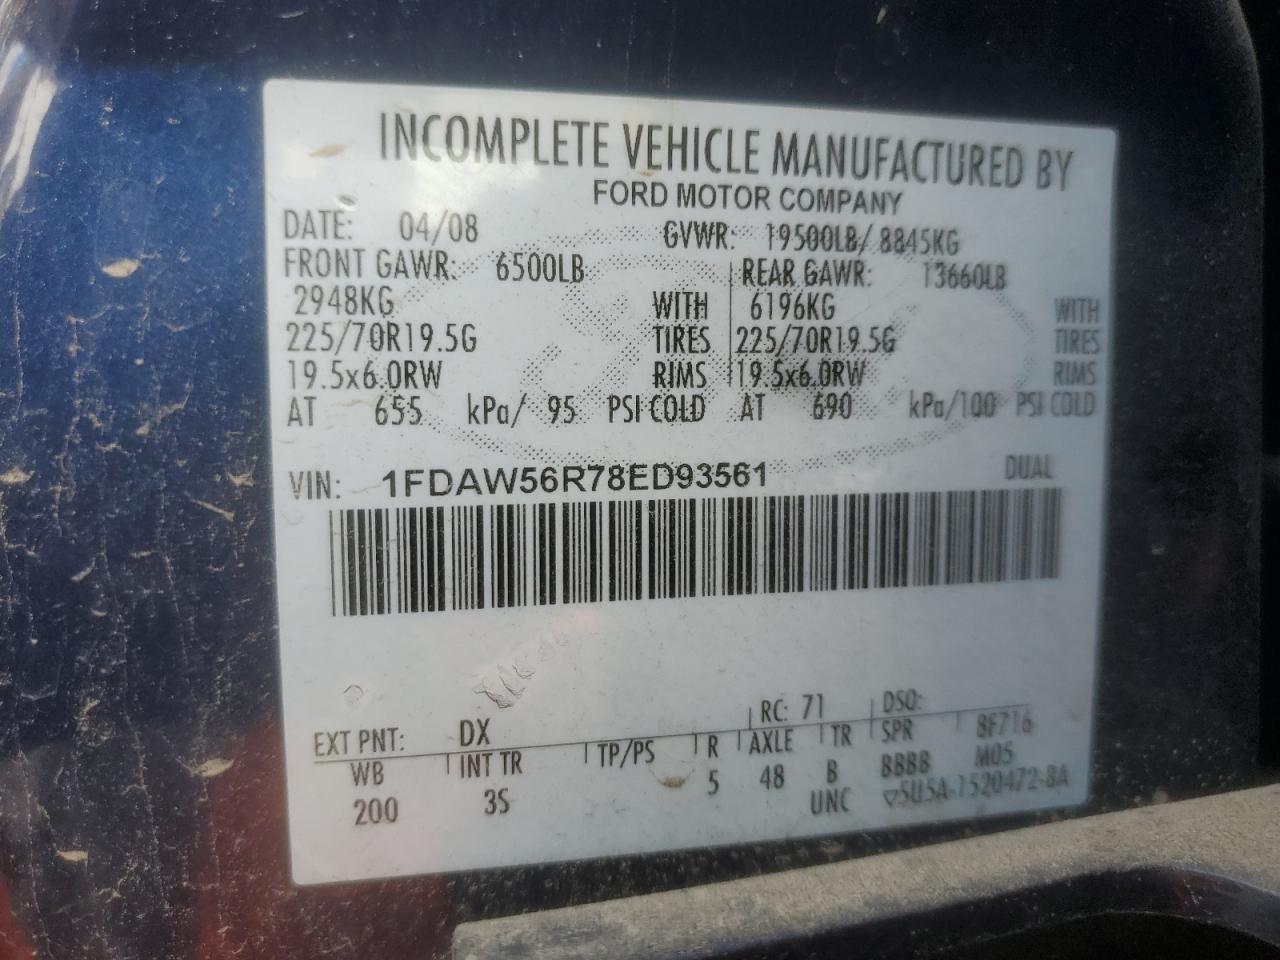 INCOMPLETE VEHICLE MANUFACTURED BY
FORD MOTOR COMPANY
DATE: 04/08 GVWR: 19500LB/ 8845KG
FRONT GAWR: 6500LB REAR GAWR: 13660LB
2948KG WITH 6196KG WITH
225/70R19.5G TIRES 225/70R19.5G TIRES
19.5x6.0RW RIMS 19.5x6.0RW RIMS
AT 655 kPa/ 95 PSI COLD AT 690 kPa/100 PSI COLD
VIN: 1FDAW56R78ED93561 DUAL
EXT PNT: DX RC: 71 DSO:
WB INT TR TP/PS R AXLE TR SPR 8F716
200 3S 5 48 B BBBB M05
UNC ▽5U5A-1520472-BA